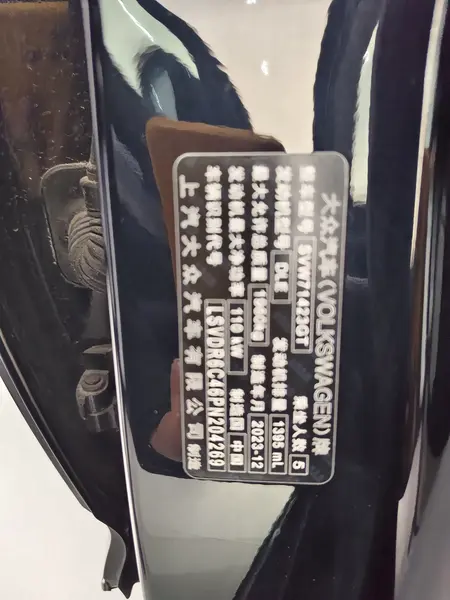 大众汽车(VOLKSWAGEN)牌
整车型号 SVW71423GT 乘坐人数 5
发动机型号 DLE 发动机排量 1395 mL
最大允许总质量 kg 制造年月 2023-12
发动机最大净功率 110 kW 制造国 中国
车辆识别代号 LSVDR6C46PN204269
上汽大众汽车有限公司 制造